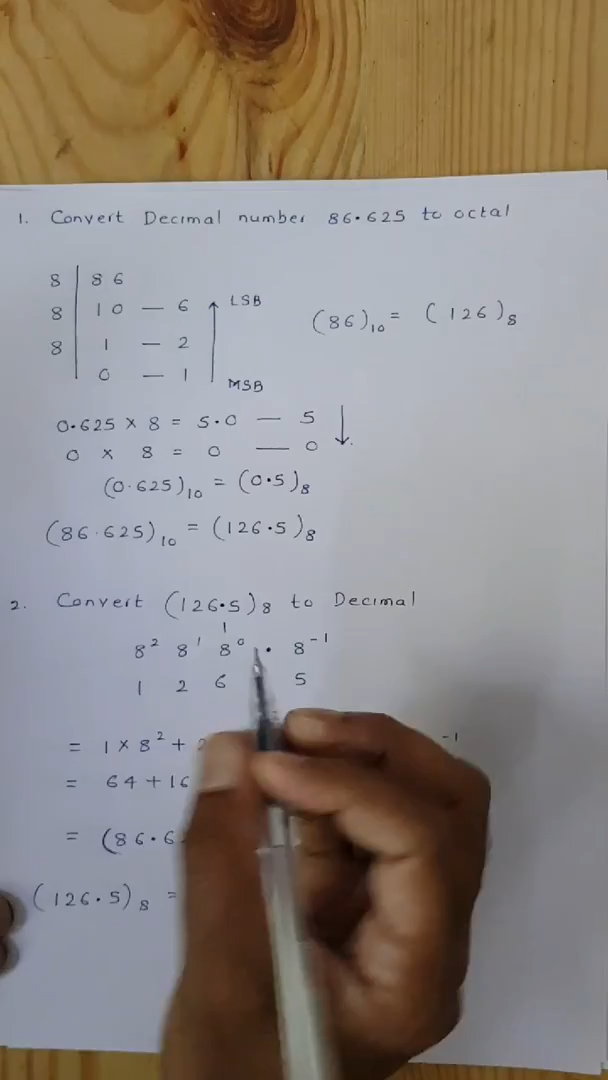 1. Convert Decimal number 86.625 to octal
8 | 86
8 | 10 — 6 LSB
8 | 1 — 2
0 — 1 MSB
(86)₁₀ = (126)₈
0.625 × 8 = 5.0 — 5
0 × 8 = 0 — 0
(0.625)₁₀ = (0.5)₈
(86.625)₁₀ = (126.5)₈
2. Convert (126.5)₈ to Decimal
1
8² 8¹ 8⁰ . 8⁻¹
1 2 6 5
= 1 × 8² + 2 ⁻¹
= 64 + 16
= (86.6
(126.5)₈ =